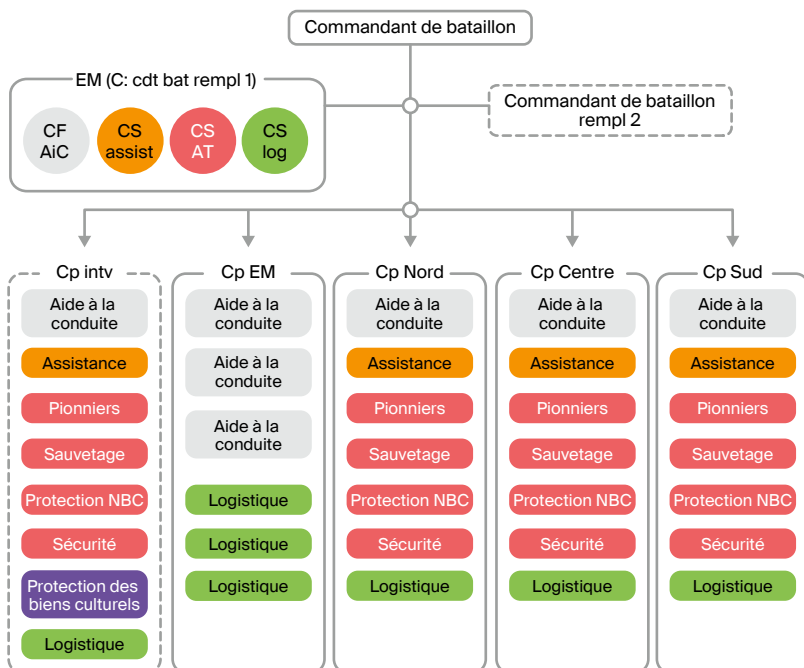 Commandant de bataillon
EM (C: cdt bat rempl 1)
CF
AiC
CS
assist
CS
AT
CS
log
Commandant de bataillon
rempl 2
Cp intv
Aide à la
conduite
Assistance
Pionniers
Sauvetage
Protection NBC
Sécurité
Protection des
biens culturels
Logistique
Cp EM
Aide à la
conduite
Aide à la
conduite
Aide à la
conduite
Logistique
Logistique
Logistique
Cp Nord
Aide à la
conduite
Assistance
Pionniers
Sauvetage
Protection NBC
Sécurité
Logistique
Cp Centre
Aide à la
conduite
Assistance
Pionniers
Sauvetage
Protection NBC
Sécurité
Logistique
Cp Sud
Aide à la
conduite
Assistance
Pionniers
Sauvetage
Protection NBC
Sécurité
Logistique